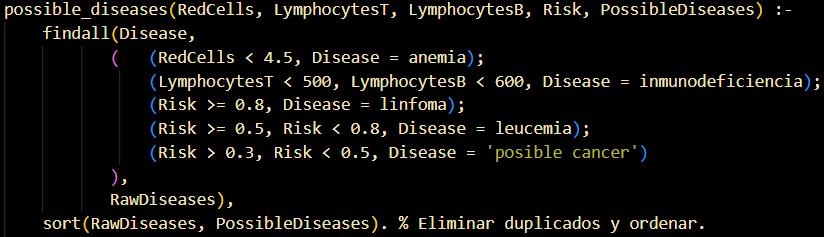 possible_diseases(RedCells, LymphocytesT, LymphocytesB, Risk, PossibleDiseases) :-
    findall(Disease,
        (   (RedCells < 4.5, Disease = anemia);
            (LymphocytesT < 500, LymphocytesB < 600, Disease = inmunodeficiencia);
            (Risk >= 0.8, Disease = linfoma);
            (Risk >= 0.5, Risk < 0.8, Disease = leucemia);
            (Risk > 0.3, Risk < 0.5, Disease = 'posible cancer')
        ),
        RawDiseases),
    sort(RawDiseases, PossibleDiseases). % Eliminar duplicados y ordenar.